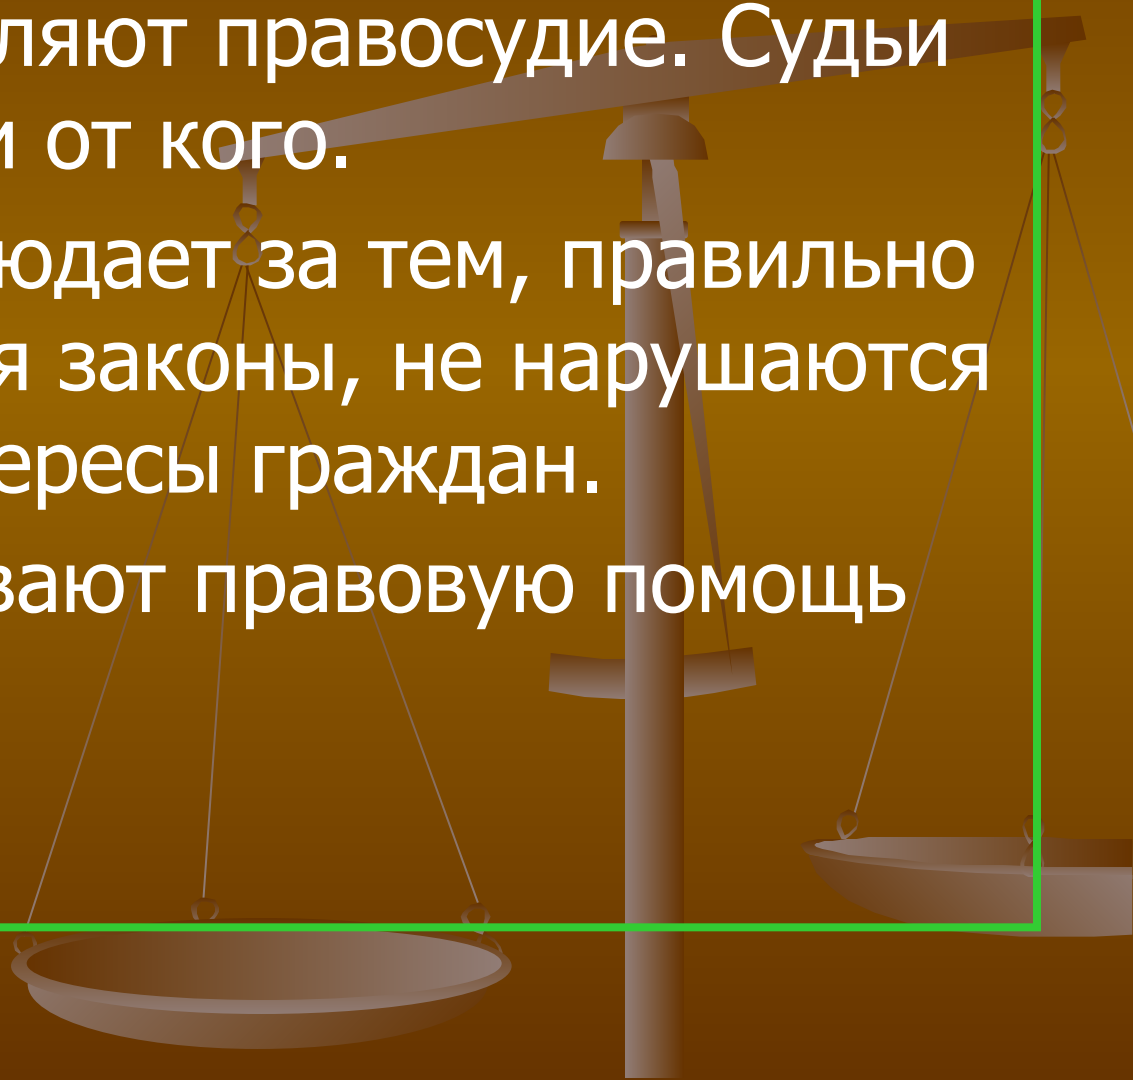 ляют правосудие. Судьи
и от кого.
юдает за тем, правильно
я законы, не нарушаются
ересы граждан.
вают правовую помощь